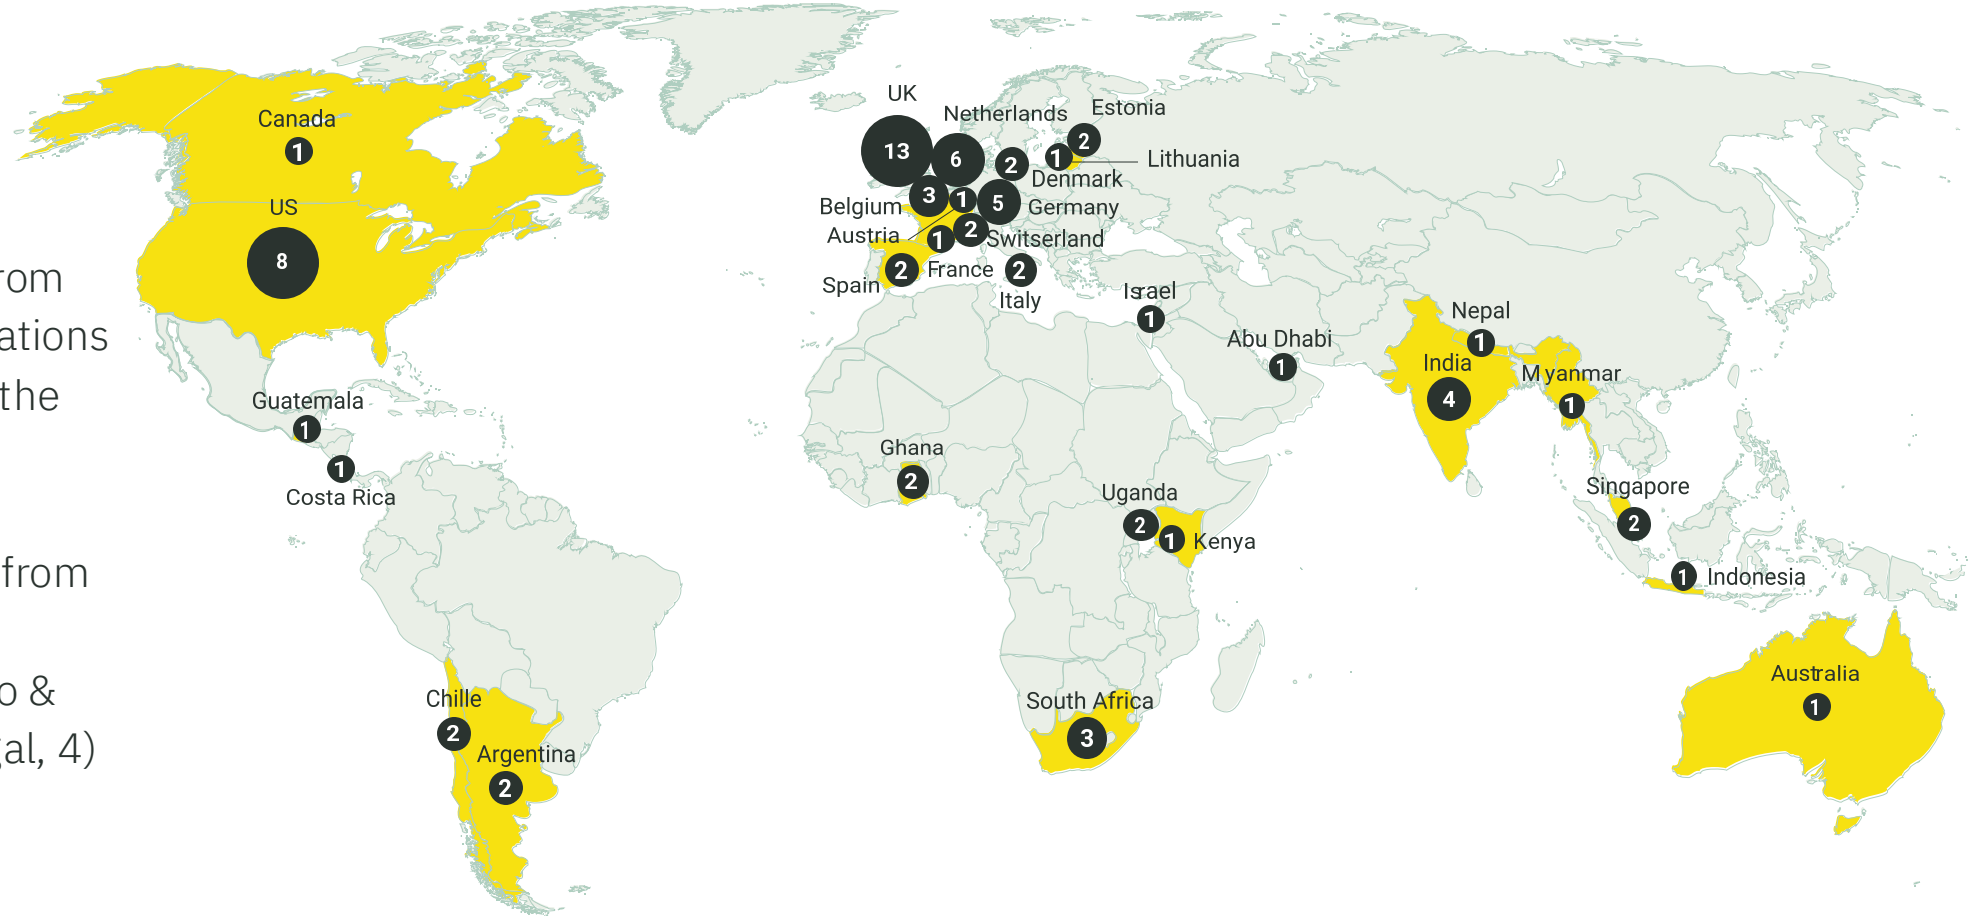 rom
ations
the
from
o &
gal, 4)
Canada
1
US
8
Guatemala
1
1
Costa Rica
Chille
2
Argentina
2
UK
13
Netherlands
6
Estonia
2
1
Lithuania
2
Denmark
3
Belgium
1
Austria
5
Germany
2
Switserland
1
France
2
Spain
2
Italy
Israel
1
Abu Dhabi
1
Ghana
2
Uganda
2
1
Kenya
South Africa
3
Nepal
1
India
4
Myanmar
1
Singapore
2
1
Indonesia
Australia
1